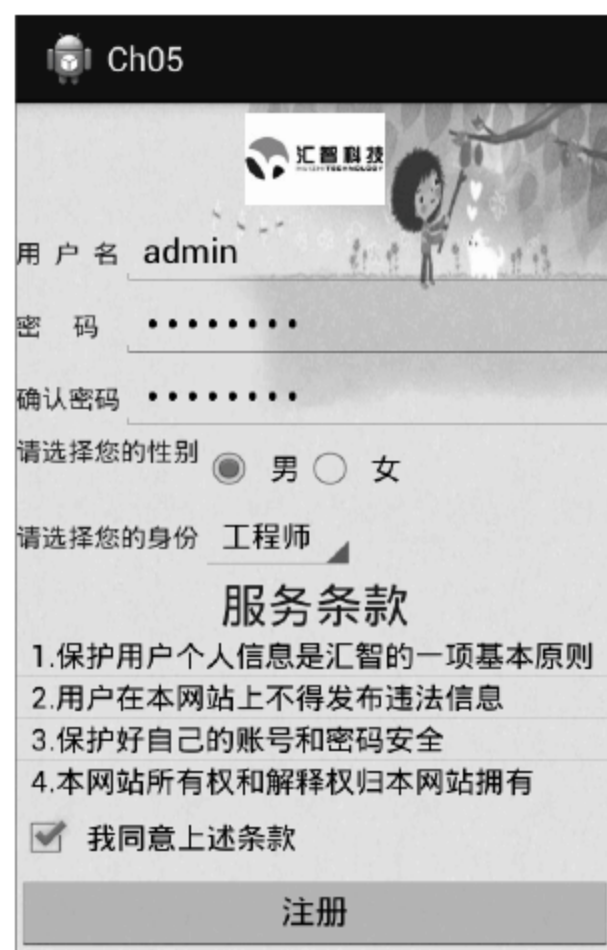 Ch05
汇智科技
HUIZHITECHNOLOGY
用 户 名 admin
密 码 ••••••••
确认密码 ••••••••
请选择您的性别 男 女
请选择您的身份 工程师
服务条款
1.保护用户个人信息是汇智的一项基本原则
2.用户在本网站上不得发布违法信息
3.保护好自己的账号和密码安全
4.本网站所有权和解释权归本网站拥有
我同意上述条款
注册